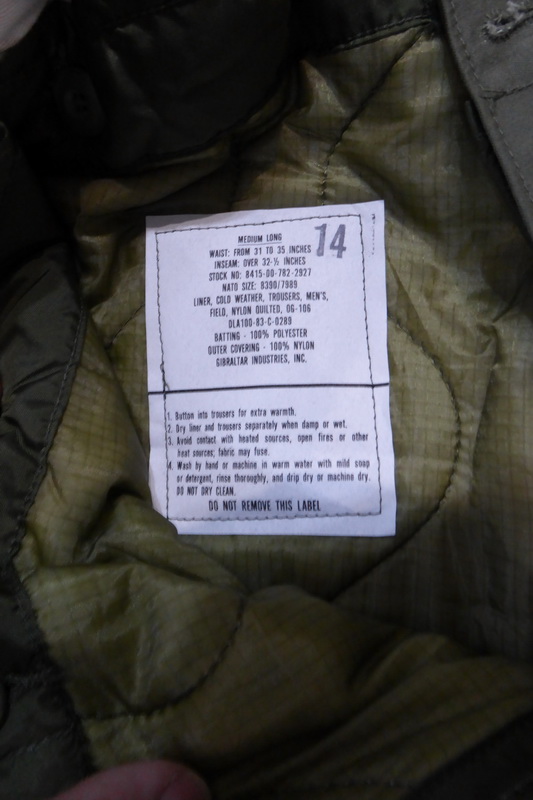 MEDIUM LONG
14
WAIST: FROM 31 TO 35 INCHES
INSEAM: OVER 32-½ INCHES
STOCK NO: 8415-00-782-2927
NATO SIZE: 8390/7989
LINER, COLD WEATHER, TROUSERS, MEN'S,
FIELD, NYLON QUILTED, OG-106
DLA100-83-C-0289
BATTING - 100% POLYESTER
OUTER COVERING - 100% NYLON
GIBRALTAR INDUSTRIES, INC.
1. Button into trousers for extra warmth.
2. Dry liner and trousers separately when damp or wet.
3. Avoid contact with heated sources, open fires or other
heat sources; fabric may fuse.
4. Wash by hand or machine in warm water with mild soap
or detergent, rinse thoroughly, and drip dry or machine dry.
DO NOT DRY CLEAN.
DO NOT REMOVE THIS LABEL